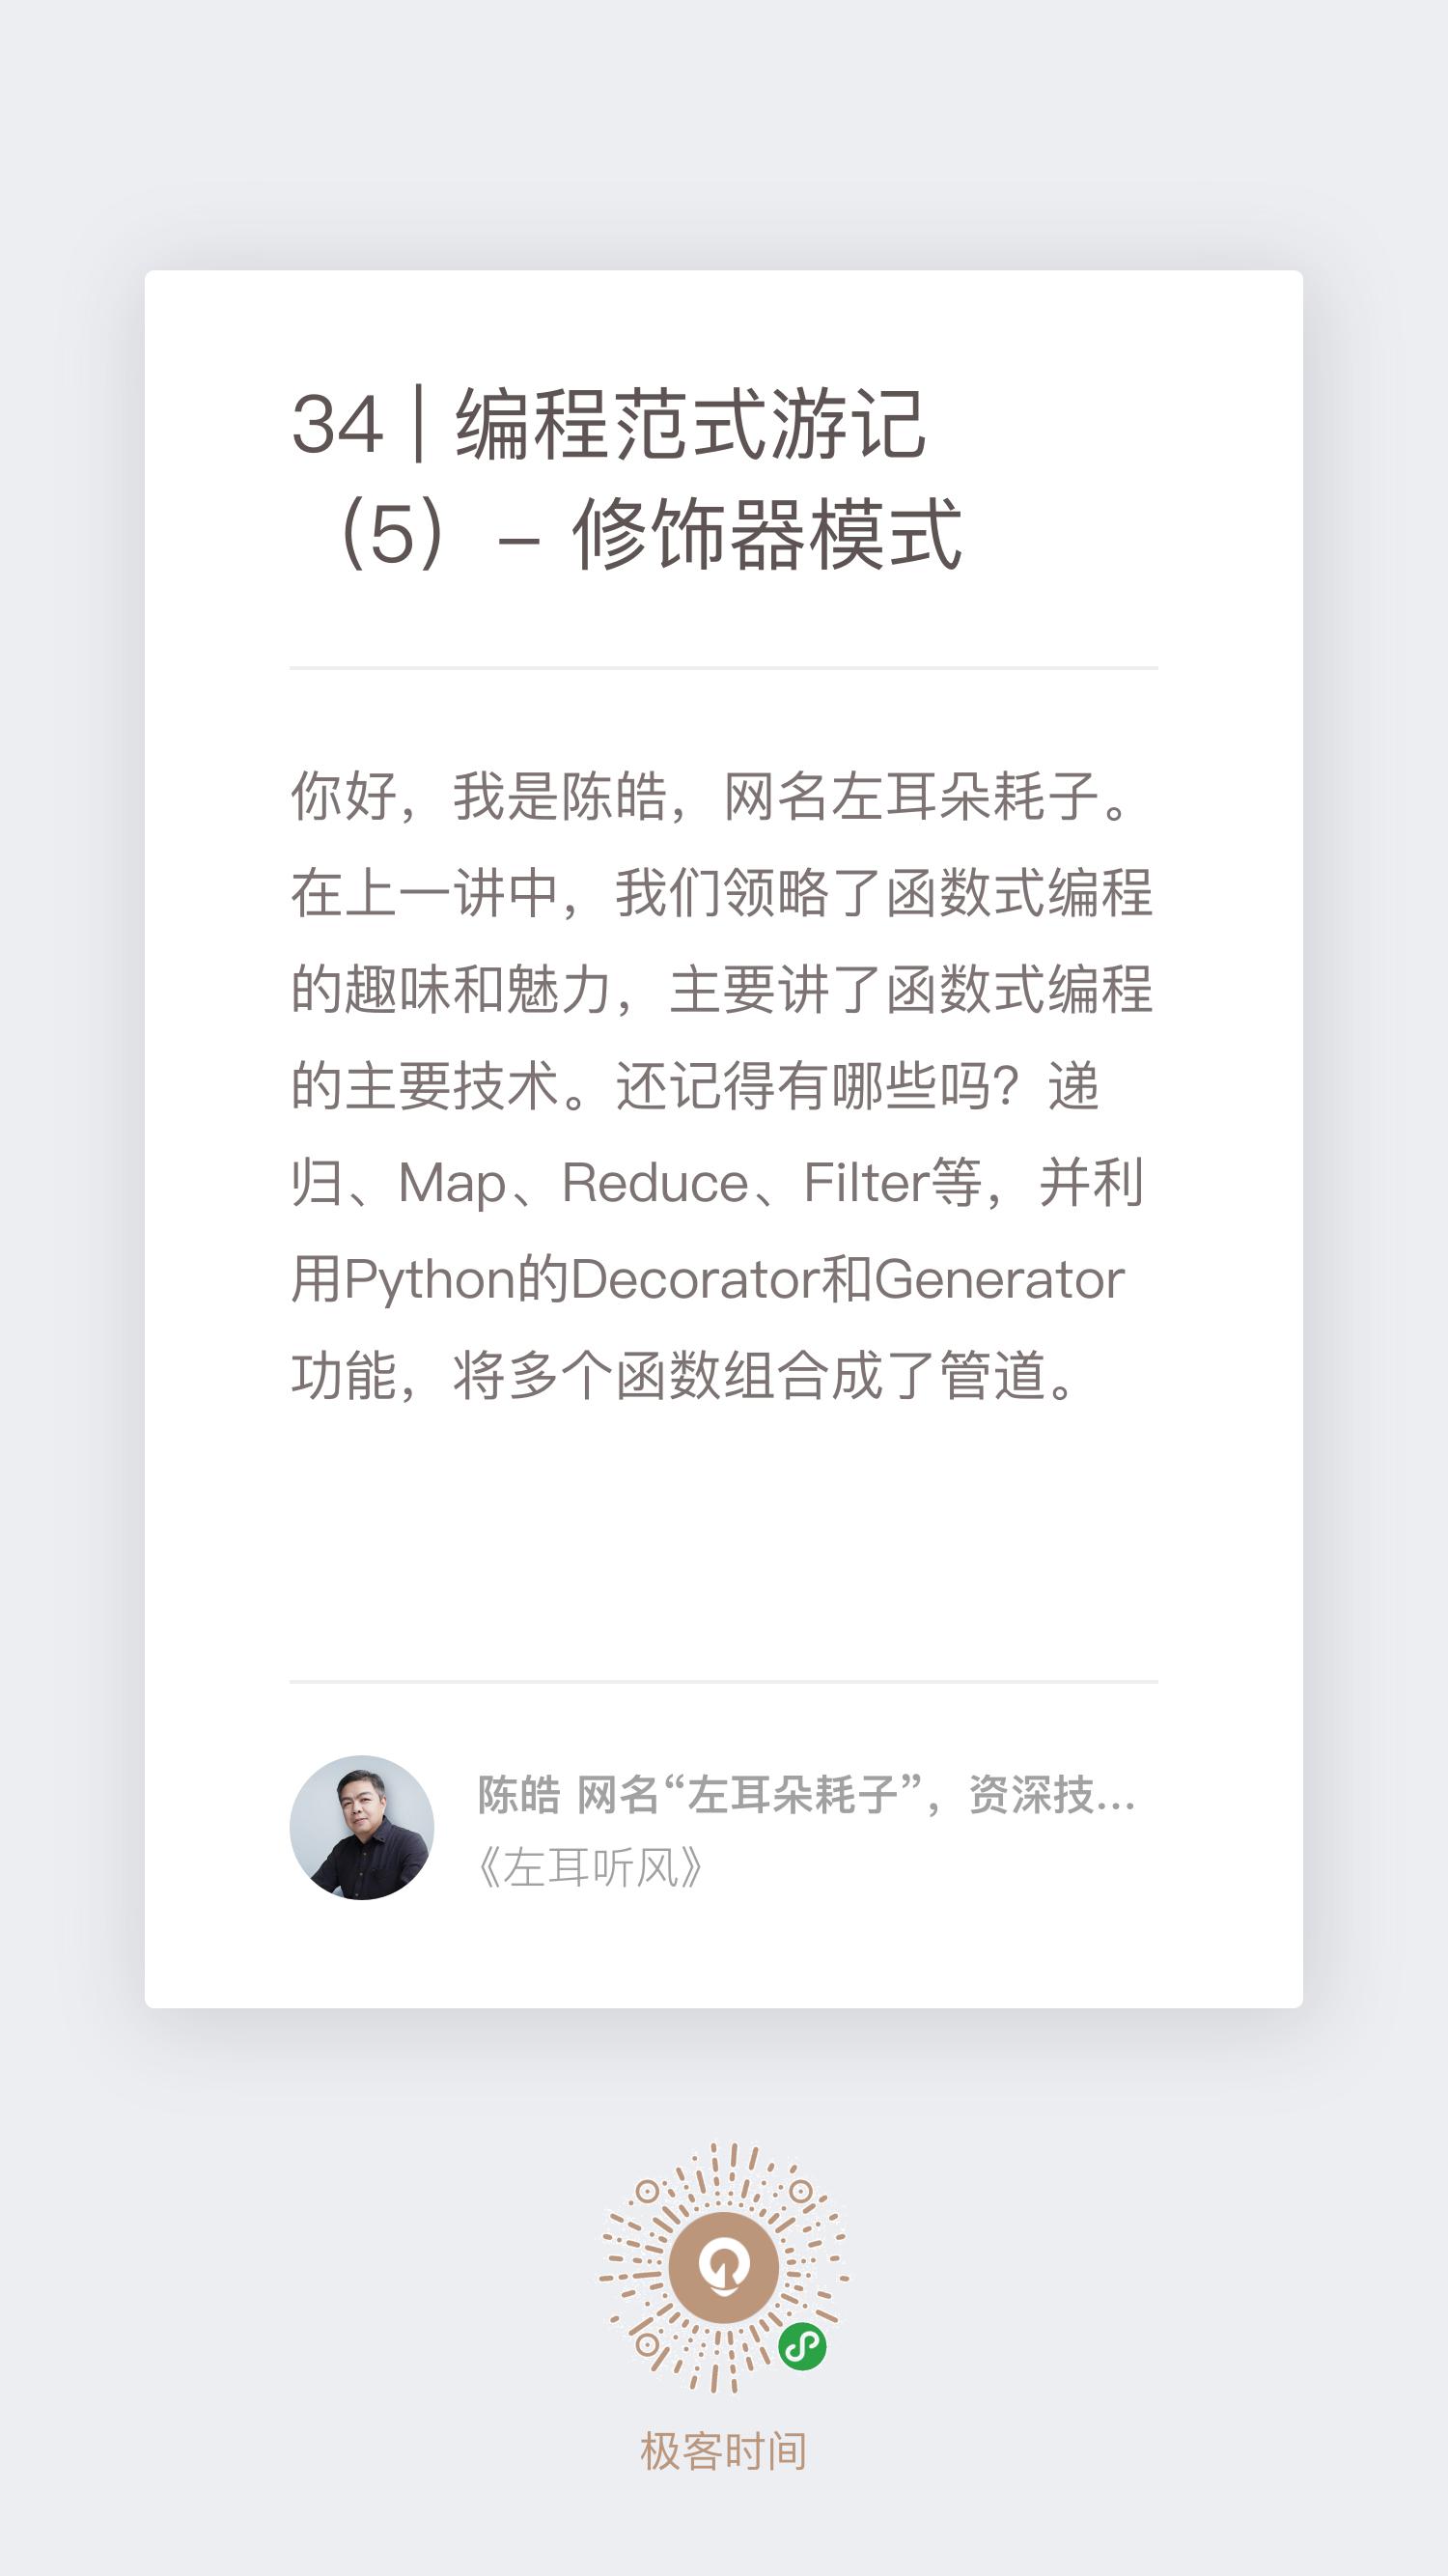 34 | 编程范式游记
（5）- 修饰器模式
你好，我是陈皓，网名左耳朵耗子。
在上一讲中，我们领略了函数式编程
的趣味和魅力，主要讲了函数式编程
的主要技术。还记得有哪些吗？递
归、Map、Reduce、Filter等，并利
用Python的Decorator和Generator
功能，将多个函数组合成了管道。
陈皓 网名“左耳朵耗子”，资深技...
《左耳听风》
极客时间